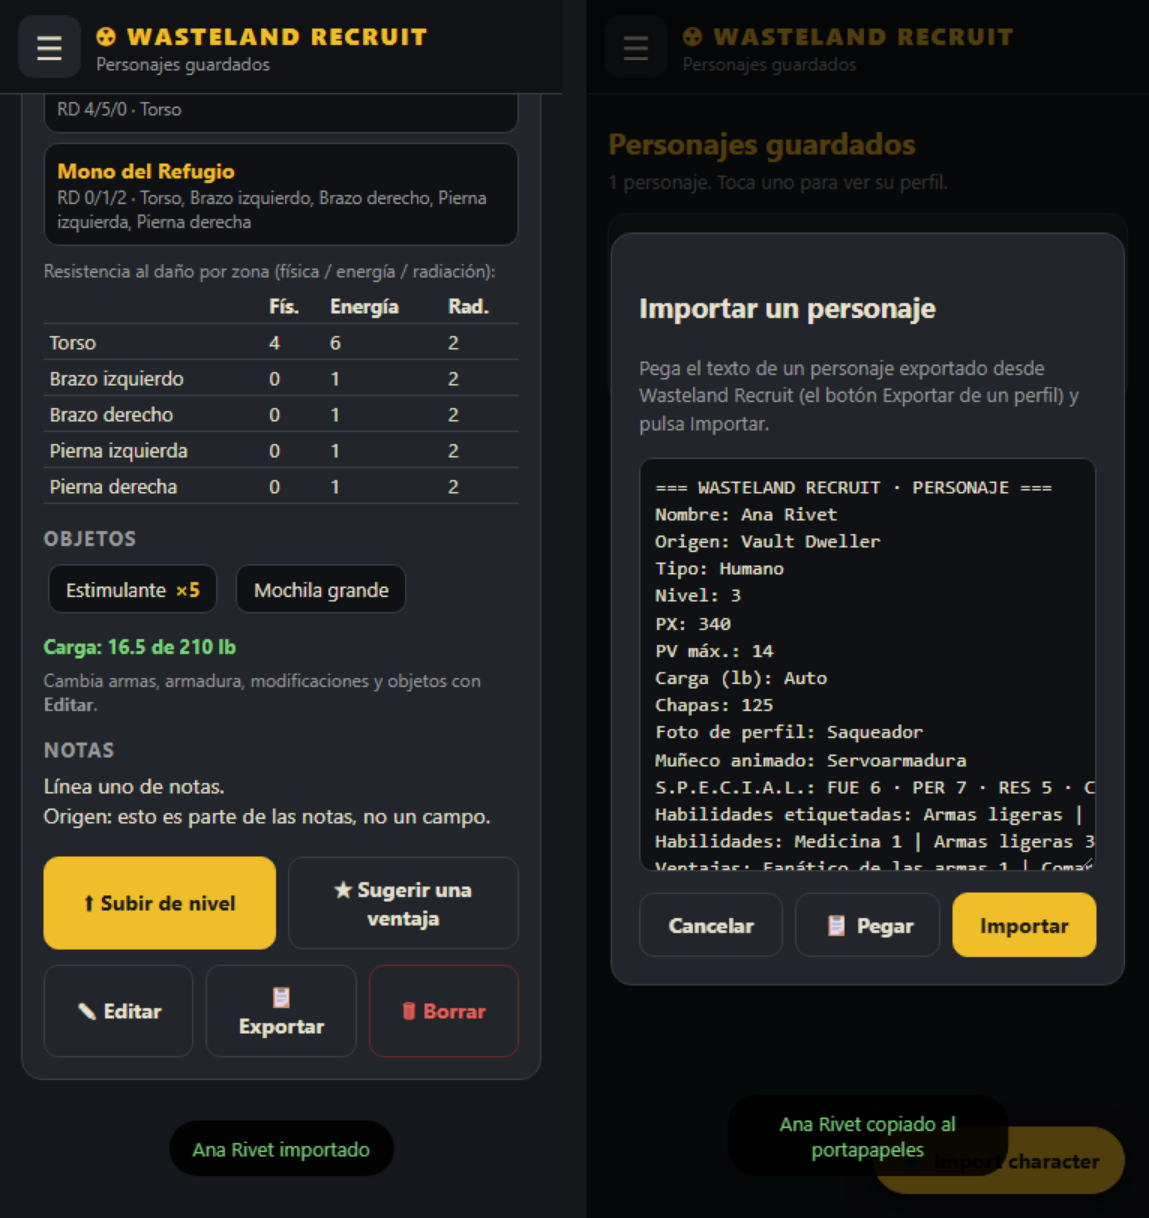 ☢ WASTELAND RECRUIT
Personajes guardados
RD 4/5/0 · Torso
Mono del Refugio
RD 0/1/2 · Torso, Brazo izquierdo, Brazo derecho, Pierna
izquierda, Pierna derecha
Resistencia al daño por zona (física / energía / radiación):
Fís. Energía Rad.
Torso 4 6 2
Brazo izquierdo 0 1 2
Brazo derecho 0 1 2
Pierna izquierda 0 1 2
Pierna derecha 0 1 2
OBJETOS
Estimulante ×5 Mochila grande
Carga: 16.5 de 210 lb
Cambia armas, armadura, modificaciones y objetos con
Editar.
NOTAS
Línea uno de notas.
Origen: esto es parte de las notas, no un campo.
⬆ Subir de nivel
★ Sugerir una
ventaja
✏ Editar
📋
Exportar
🗑 Borrar
Ana Rivet importado
☢ WASTELAND RECRUIT
Personajes guardados
Personajes guardados
1 personaje. Toca uno para ver su perfil.
Importar un personaje
Pega el texto de un personaje exportado desde
Wasteland Recruit (el botón Exportar de un perfil) y
pulsa Importar.
=== WASTELAND RECRUIT · PERSONAJE ===
Nombre: Ana Rivet
Origen: Vault Dweller
Tipo: Humano
Nivel: 3
PX: 340
PV máx.: 14
Carga (lb): Auto
Chapas: 125
Foto de perfil: Saqueador
Muñeco animado: Servoarmadura
S.P.E.C.I.A.L.: FUE 6 · PER 7 · RES 5 · C
Habilidades etiquetadas: Armas ligeras |
Habilidades: Medicina 1 | Armas ligeras 3
Ventajas: Fanático de las armas 1 | Coma
Cancelar
📋 Pegar
Importar
Ana Rivet copiado al
portapapeles
Import character